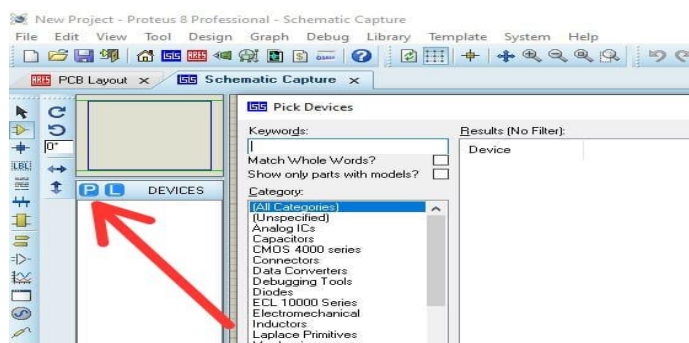 New Project - Proteus 8 Professional - Schematic Capture
File Edit View Tool Design Graph Debug Library Template System Help
PCB Layout × Schematic Capture ×
Pick Devices
Keywords:
Results (No Filter):
Device
0°
LBL
Match Whole Words?
Show only parts with models?
P L DEVICES
Category:
(All Categories)
(Unspecified)
Analog ICs
Capacitors
CMOS 4000 series
Connectors
Data Converters
Debugging Tools
Diodes
ECL 10000 Series
Electromechanical
Inductors
Laplace Primitives